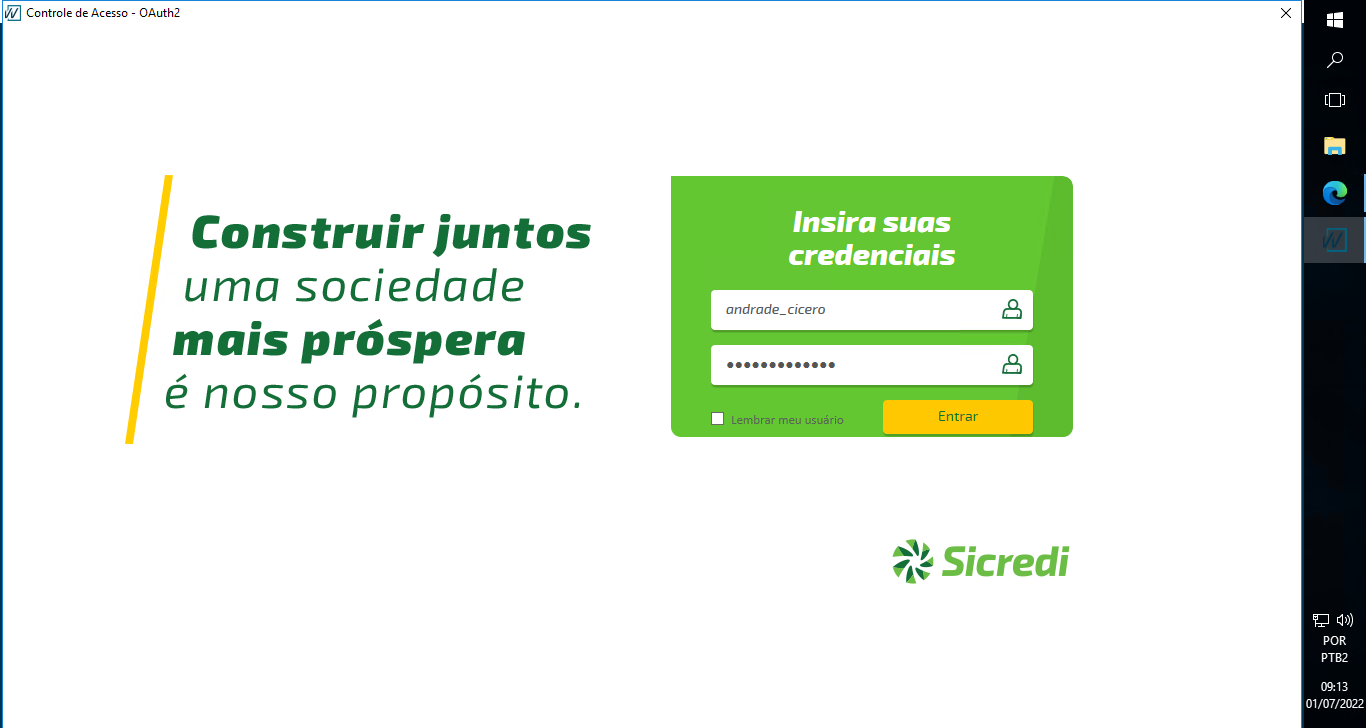 Controle de Acesso - OAuth2
Construir juntos
uma sociedade
mais próspera
é nosso propósito.
Insira suas
credenciais
andrade_cicero
•••••••••••••
Lembrar meu usuário
Entrar
Sicredi
POR
PTB2
09:13
01/07/2022